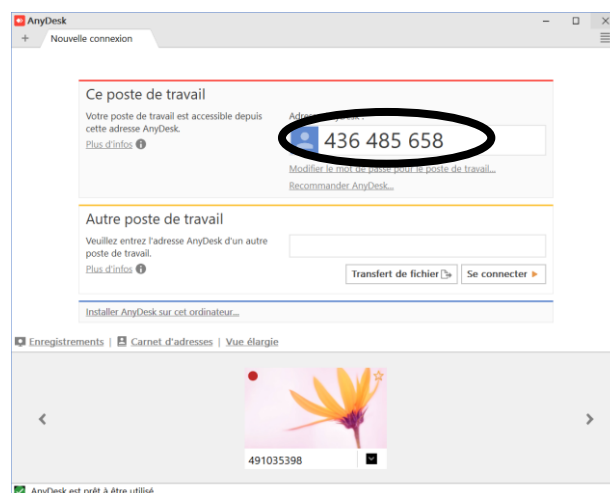 AnyDesk
+ Nouvelle connexion
Ce poste de travail
Votre poste de travail est accessible depuis
cette adresse AnyDesk.
Plus d'infos
Adresse AnyDesk :
436 485 658
Modifier le mot de passe pour le poste de travail...
Recommander AnyDesk...
Autre poste de travail
Veuillez entrez l'adresse AnyDesk d'un autre
poste de travail.
Plus d'infos
Transfert de fichier
Se connecter
Installer AnyDesk sur cet ordinateur...
Enregistrements | Carnet d'adresses | Vue élargie
491035398
AnyDesk est prêt à être utilisé